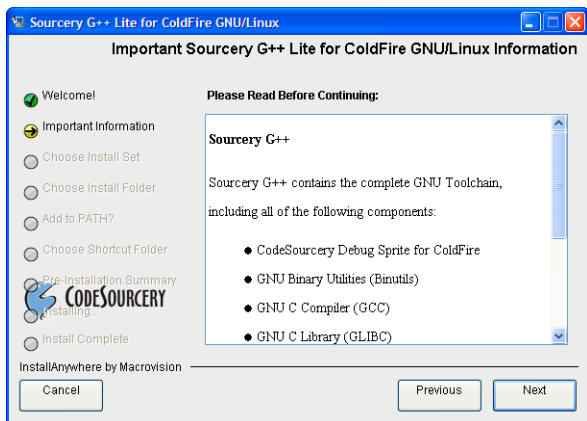 Sourcery G++ Lite for ColdFire GNU/Linux
Important Sourcery G++ Lite for ColdFire GNU/Linux Information
Welcome!
Important Information
Choose Install Set
Choose Install Folder
Add to PATH?
Choose Shortcut Folder
Pre-Installation Summary
Installing...
Install Complete
CODESOURCERY
Please Read Before Continuing:
Sourcery G++
Sourcery G++ contains the complete GNU Toolchain,
including all of the following components:
CodeSourcery Debug Sprite for ColdFire
GNU Binary Utilities (Binutils)
GNU C Compiler (GCC)
GNU C Library (GLIBC)
InstallAnywhere by Macrovision
Cancel
Previous
Next